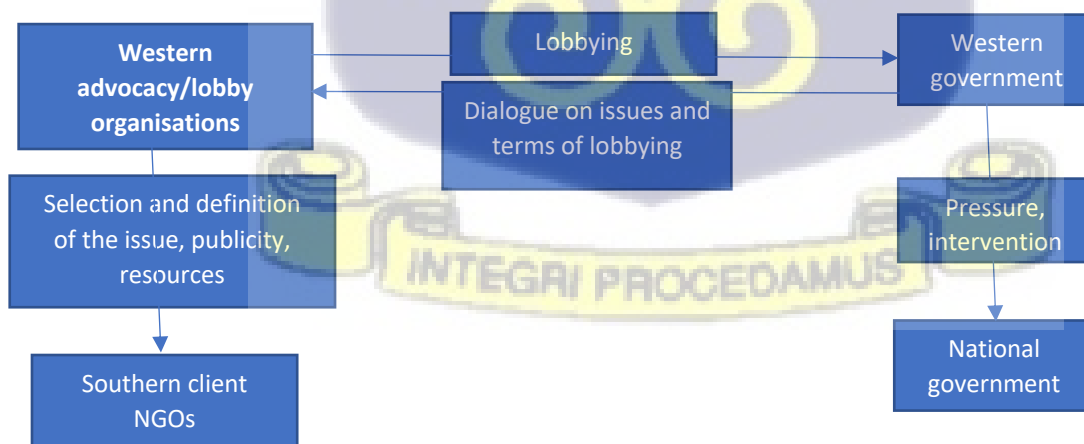 Western
advocacy/lobby
organisations
Lobbying
Dialogue on issues and
terms of lobbying
Western
government
Selection and definition
of the issue, publicity,
resources
Pressure,
intervention
Southern client
NGOs
National
government
INTEGRI PROCEDAMUS